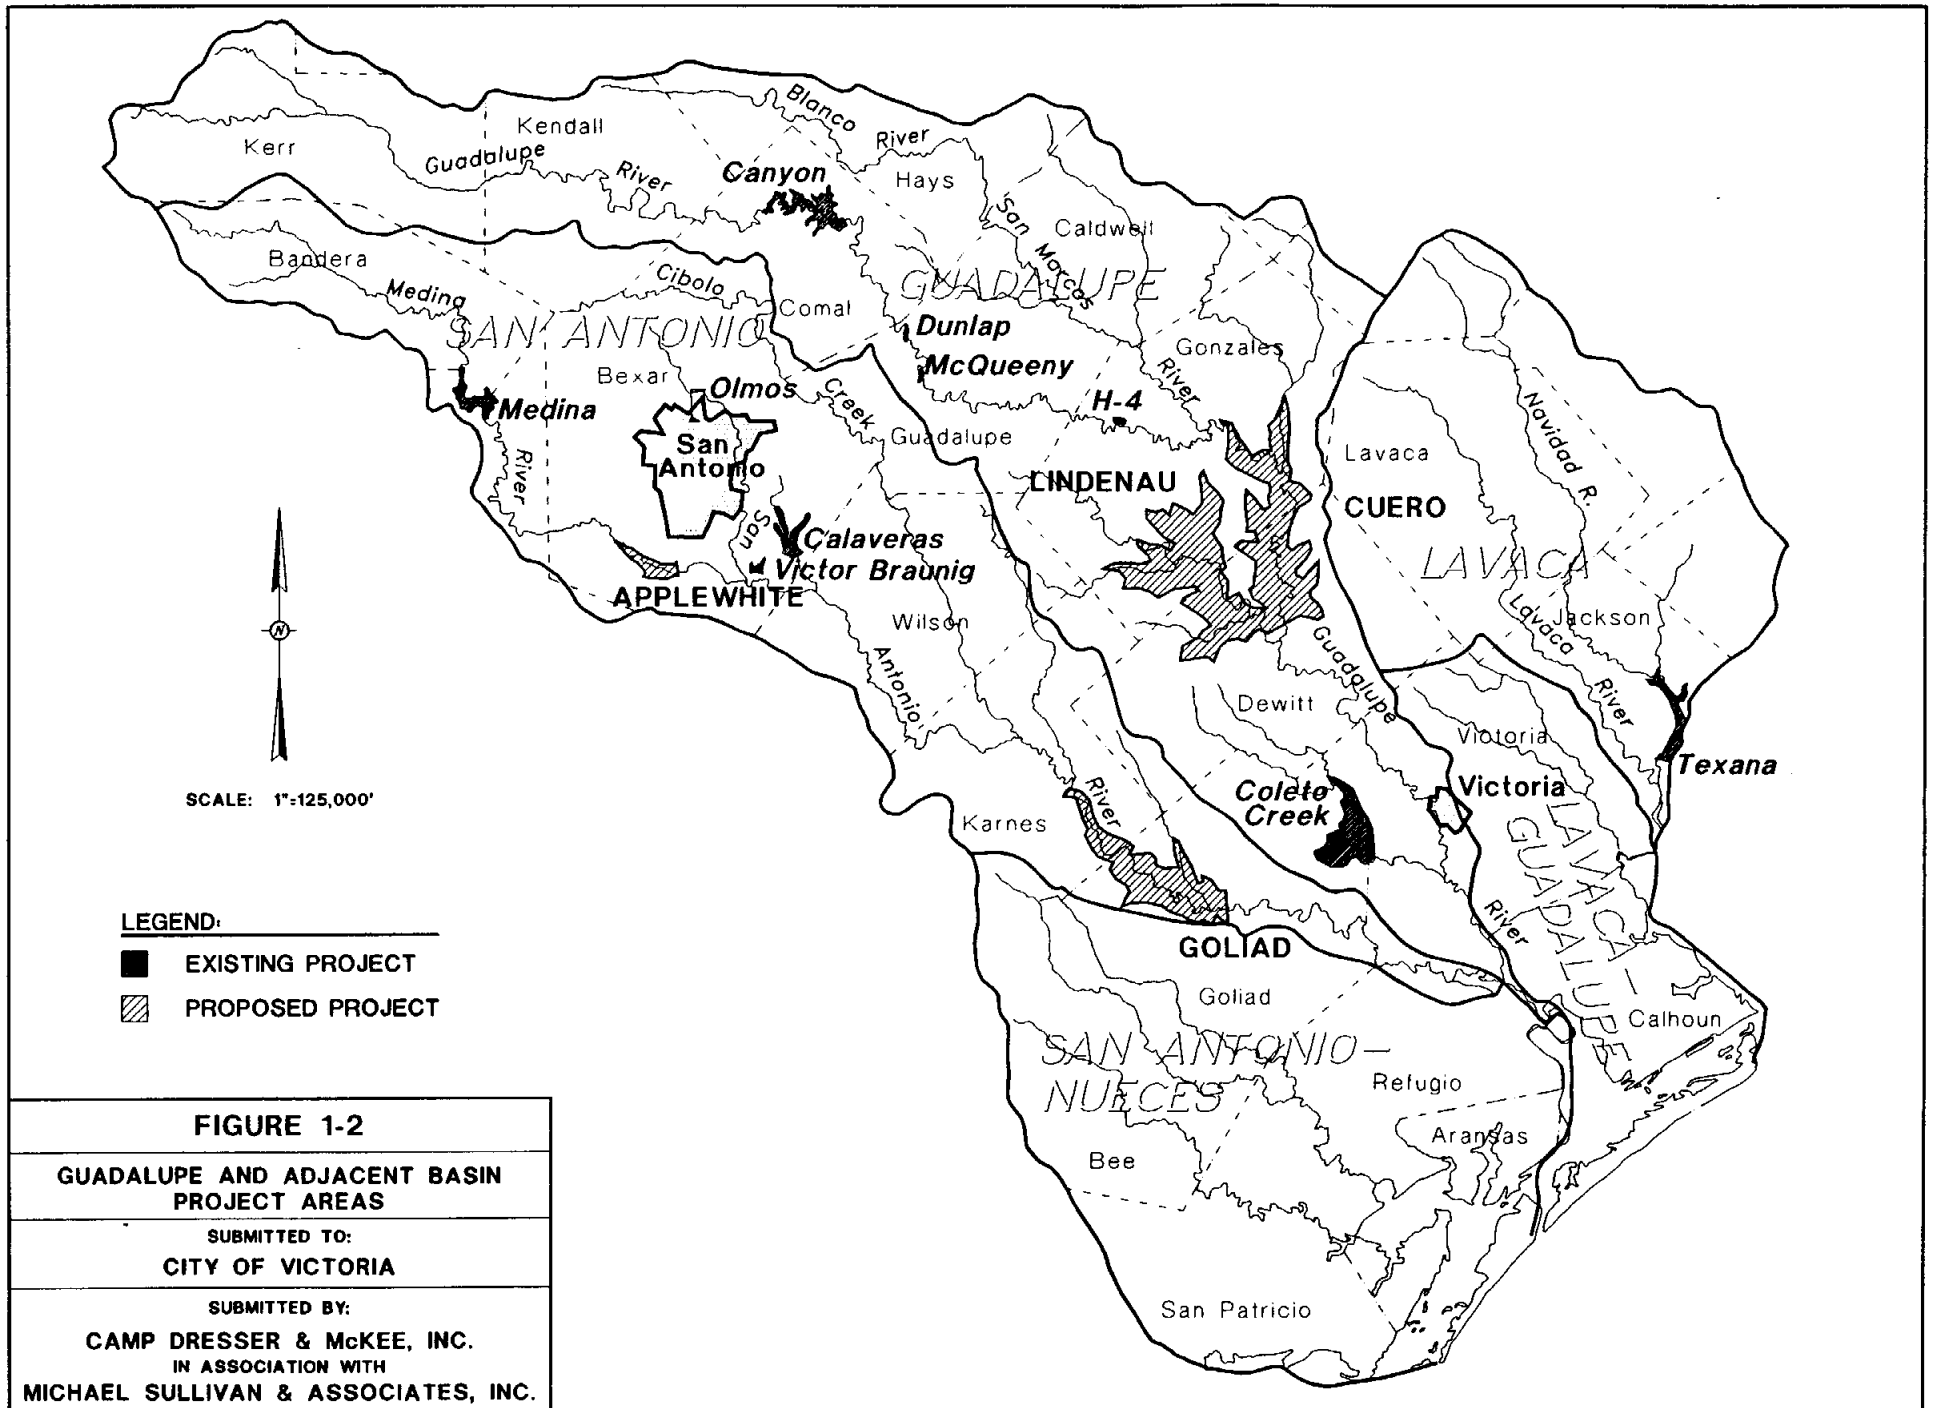 Kerr
Kendall
Guadalupe
River
Blanco
River
Canyon
Hays
San Marcos
River
Caldwell
GUADALUPE
Bandera
Medina
River
Cibolo
Creek
Comal
SAN ANTONIO
Dunlap
McQueeny
Gonzales
Bexar
Olmos
Medina
H-4
San
Antonio
Guadalupe
LINDENAU
Lavaca
Navidad R.
CUERO
LAVACA
San
Calaveras
Victor Braunig
APPLEWHITE
Wilson
Antonio
River
Guadalupe
River
Lavaca
River
Jackson
Dewitt
Victoria
Texana
Coleto
Creek
Victoria
Karnes
LAVACA-
GUADALUPE
GOLIAD
Goliad
SAN ANTONIO-
NUECES
Calhoun
Refugio
Aransas
Bee
San Patricio
N
SCALE: 1"=125,000'
LEGEND:
EXISTING PROJECT
PROPOSED PROJECT
FIGURE 1-2
GUADALUPE AND ADJACENT BASIN
PROJECT AREAS
SUBMITTED TO:
CITY OF VICTORIA
SUBMITTED BY:
CAMP DRESSER & McKEE, INC.
IN ASSOCIATION WITH
MICHAEL SULLIVAN & ASSOCIATES, INC.